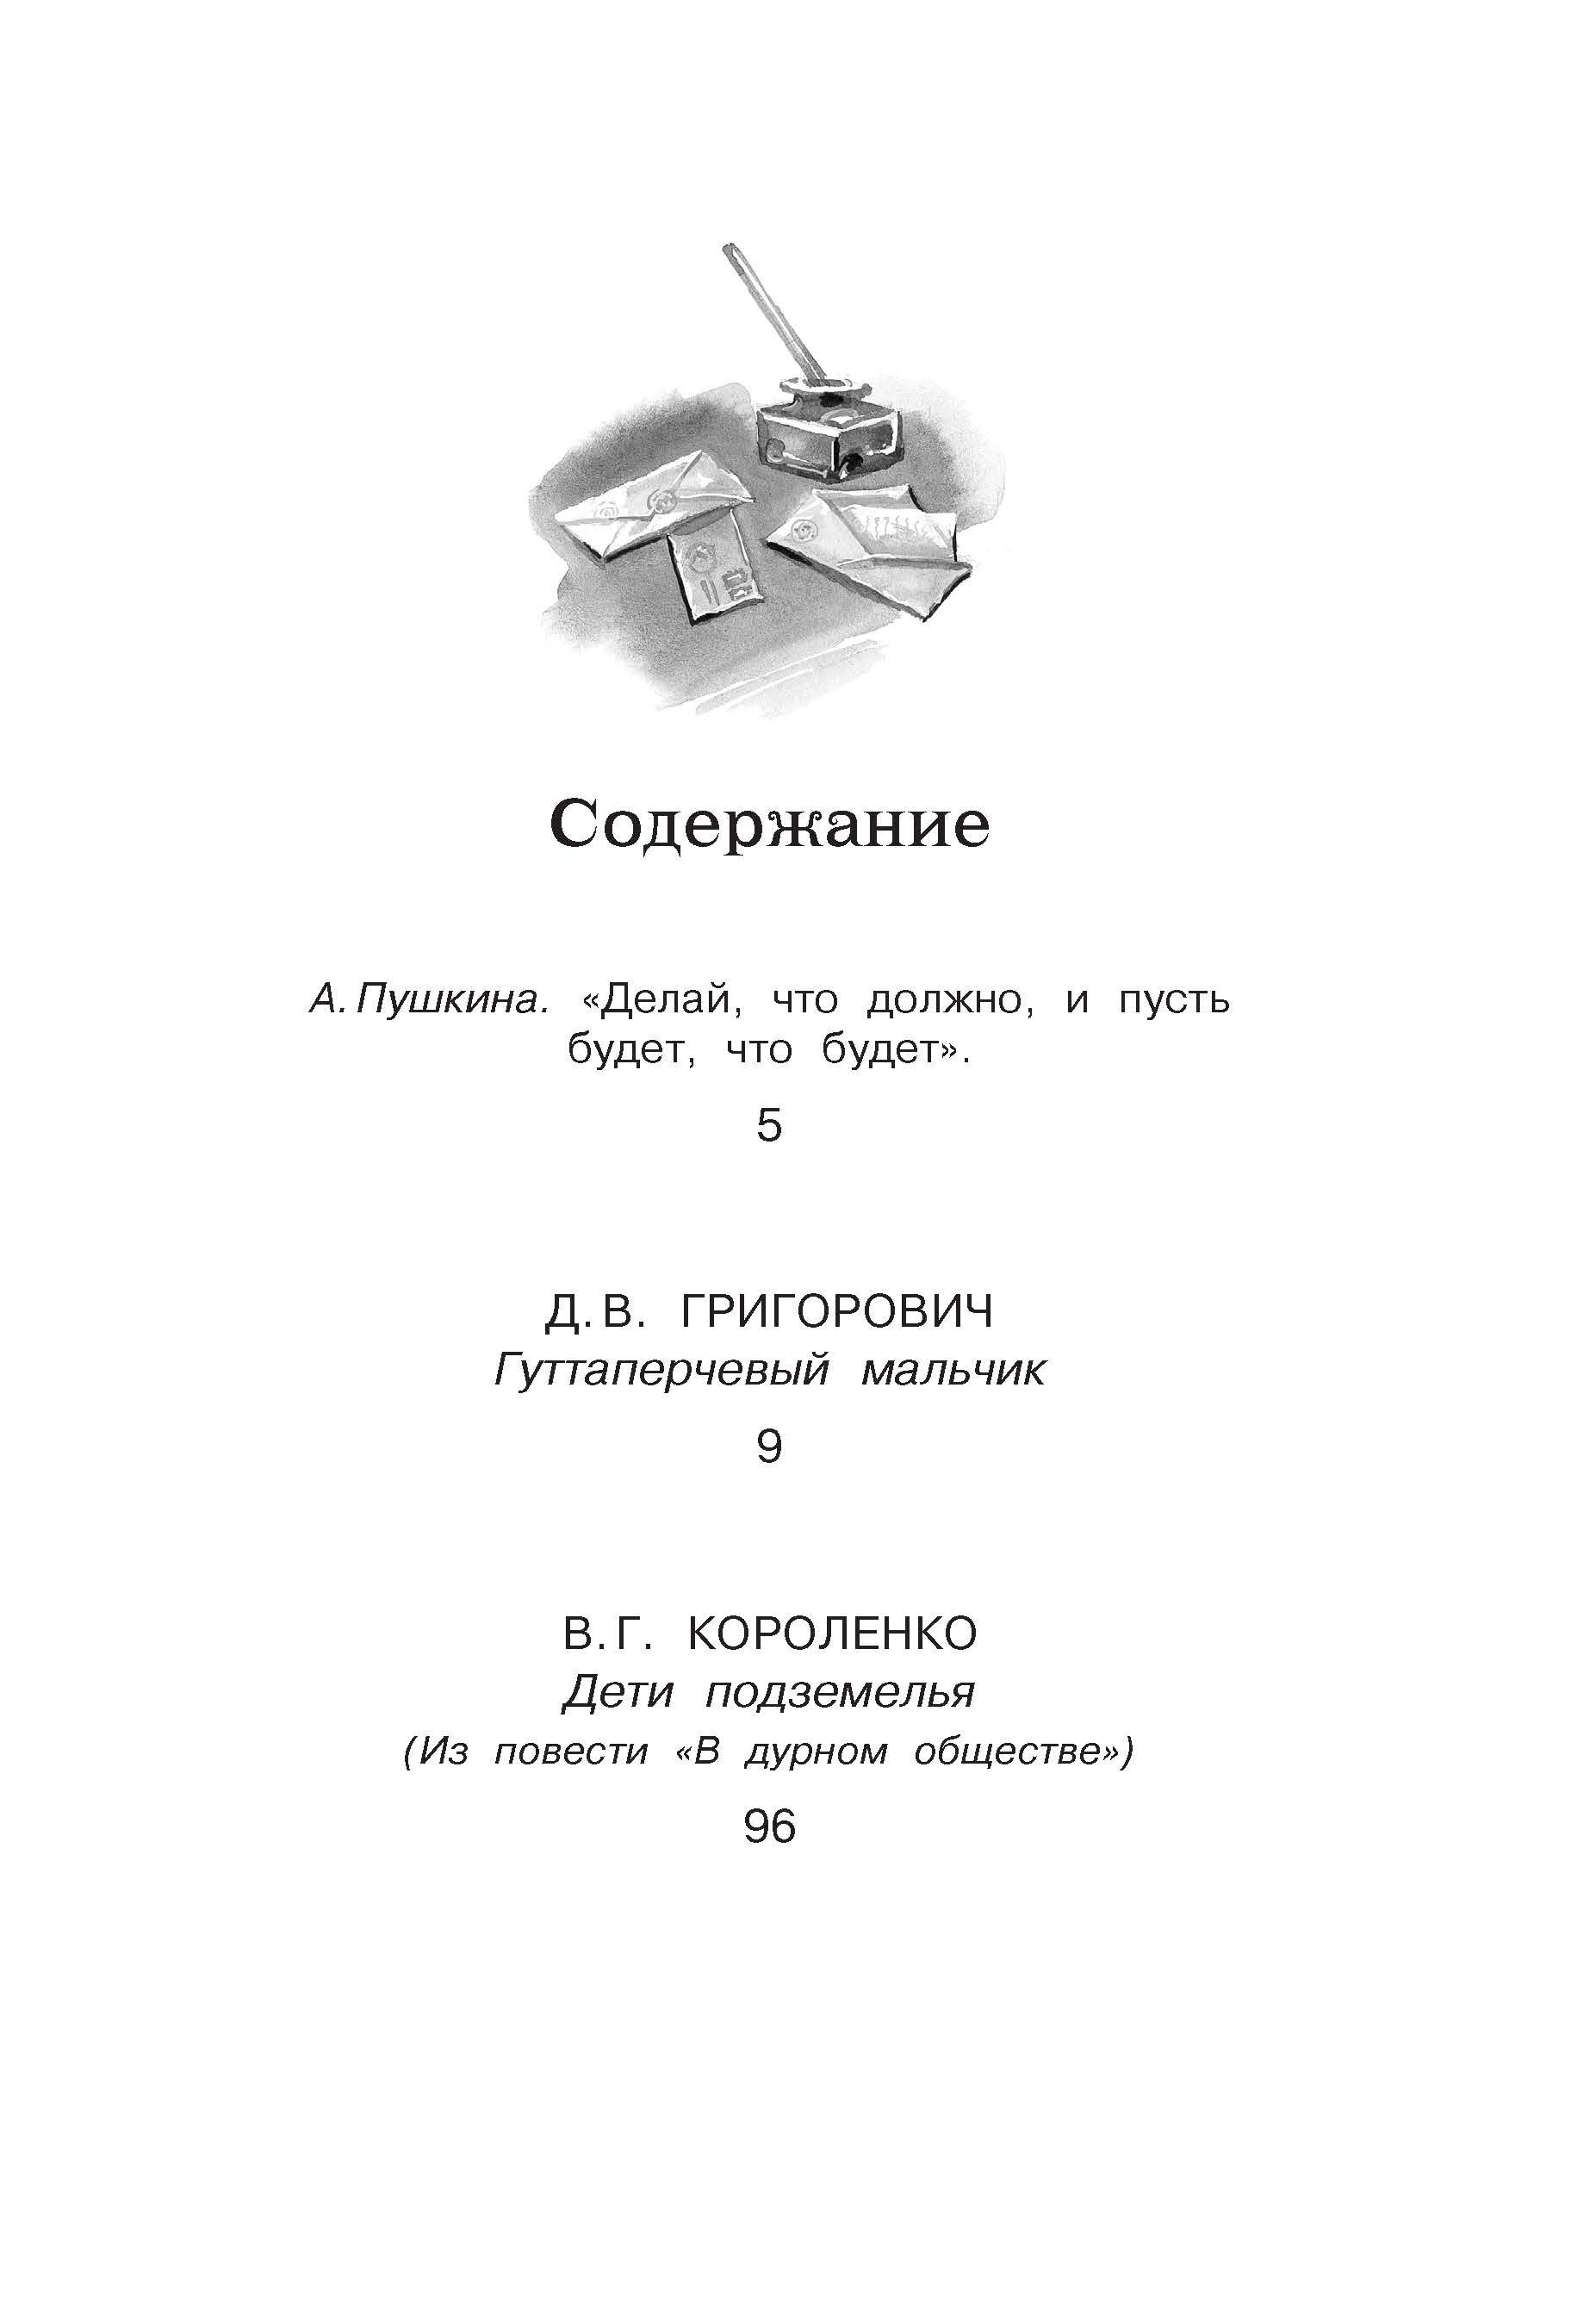 Содержание
А. Пушкина. «Делай, что должно, и пусть
будет, что будет».
5
Д. В. ГРИГОРОВИЧ
Гуттаперчевый мальчик
9
В. Г. КОРОЛЕНКО
Дети подземелья
(Из повести «В дурном обществе»)
96